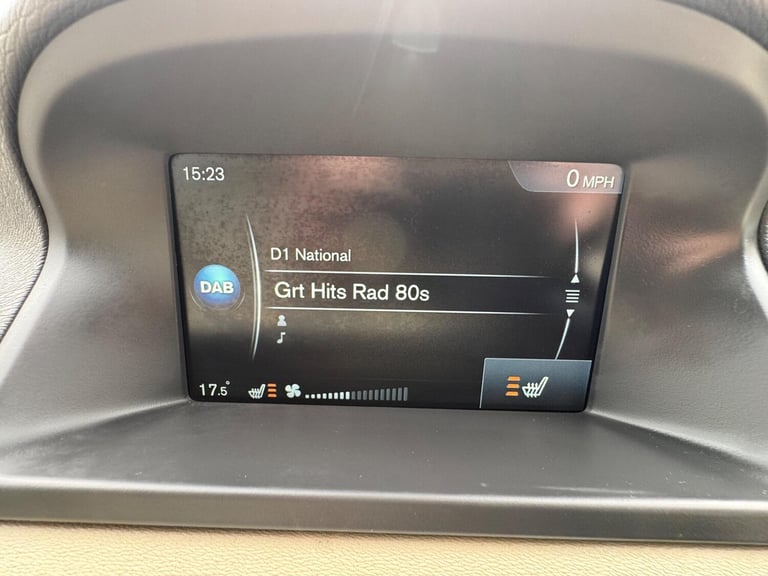 15:23
0 MPH
D1 National
DAB
Grt Hits Rad 80s
17.5°